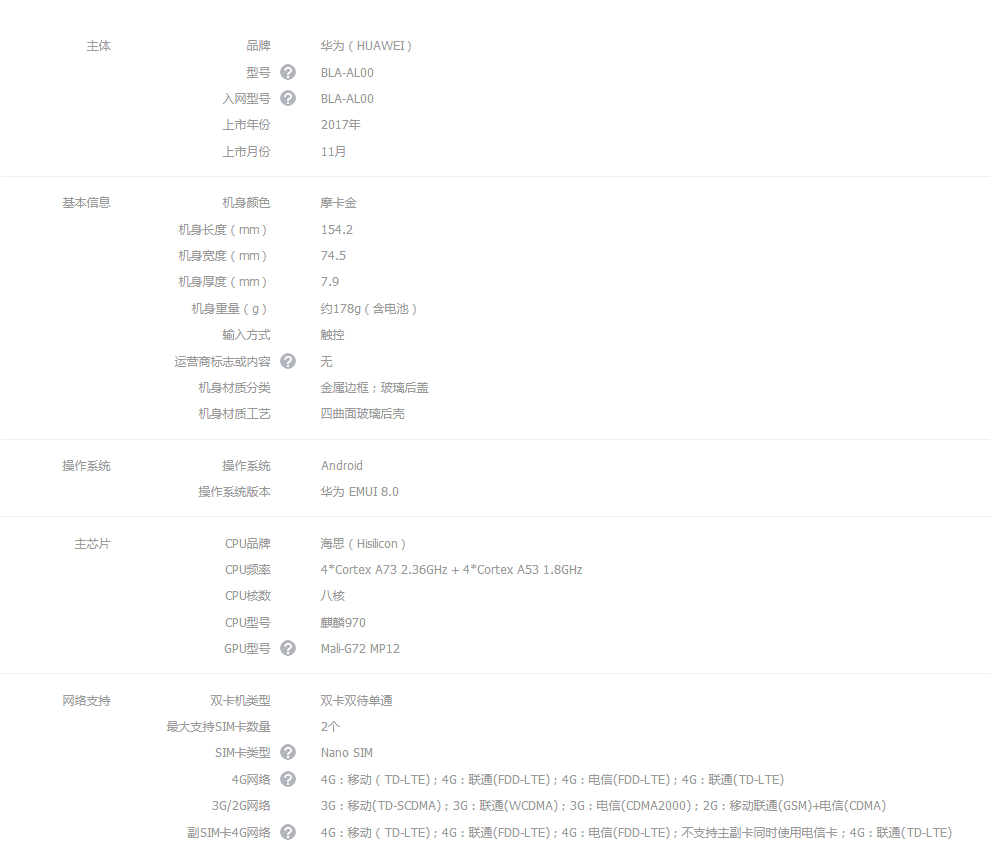 主体 品牌 华为 ( HUAWEI )
型号 BLA-AL00
入网型号 BLA-AL00
上市年份 2017年
上市月份 11月
基本信息 机身颜色 摩卡金
机身长度 ( mm ) 154.2
机身宽度 ( mm ) 74.5
机身厚度 ( mm ) 7.9
机身重量 ( g ) 约178g ( 含电池 )
输入方式 触控
运营商标志或内容 无
机身材质分类 金属边框；玻璃后盖
机身材质工艺 四曲面玻璃后壳
操作系统 操作系统 Android
操作系统版本 华为 EMUI 8.0
主芯片 CPU品牌 海思 ( Hisilicon )
CPU频率 4*Cortex A73 2.36GHz + 4*Cortex A53 1.8GHz
CPU核数 八核
CPU型号 麒麟970
GPU型号 Mali-G72 MP12
网络支持 双卡机类型 双卡双待单通
最大支持SIM卡数量 2个
SIM卡类型 Nano SIM
4G网络 4G：移动 ( TD-LTE)；4G：联通(FDD-LTE)；4G：电信(FDD-LTE)；4G：联通(TD-LTE)
3G/2G网络 3G：移动(TD-SCDMA)；3G：联通(WCDMA)；3G：电信(CDMA2000)；2G：移动联通(GSM)+电信(CDMA)
副SIM卡4G网络 4G：移动 ( TD-LTE)；4G：联通(FDD-LTE)；4G：电信(FDD-LTE)；不支持主副卡同时使用电信卡；4G：联通(TD-LTE)